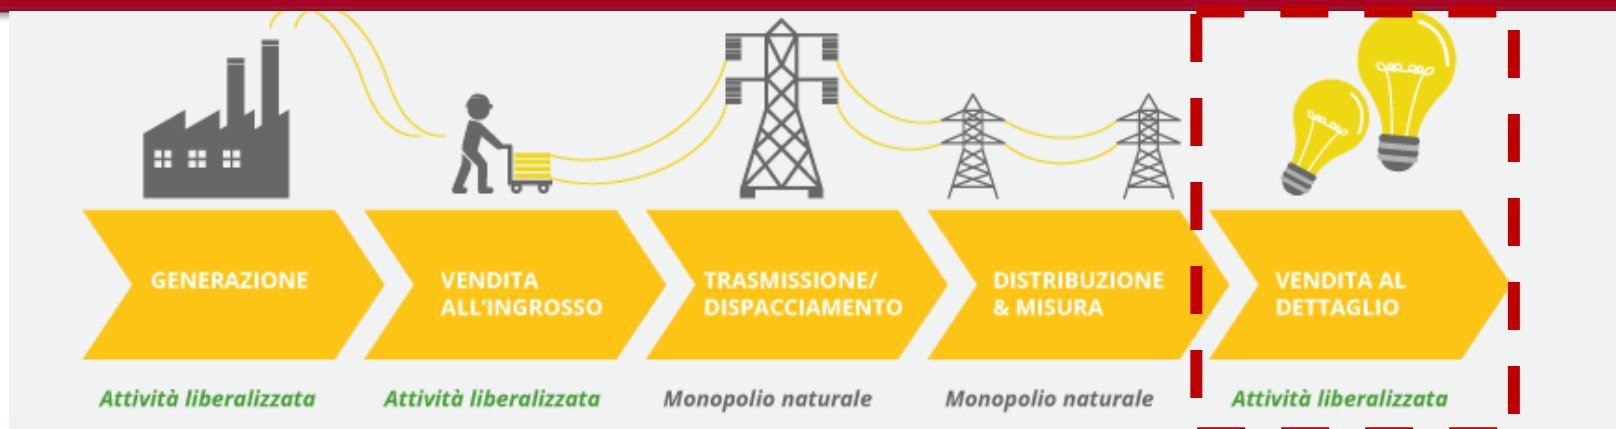 GENERAZIONE
VENDITA
ALL'INGROSSO
TRASMISSIONE/
DISPACCIAMENTO
DISTRIBUZIONE
& MISURA
VENDITA AL
DETTAGLIO
Attività liberalizzata
Attività liberalizzata
Monopolio naturale
Monopolio naturale
Attività liberalizzata